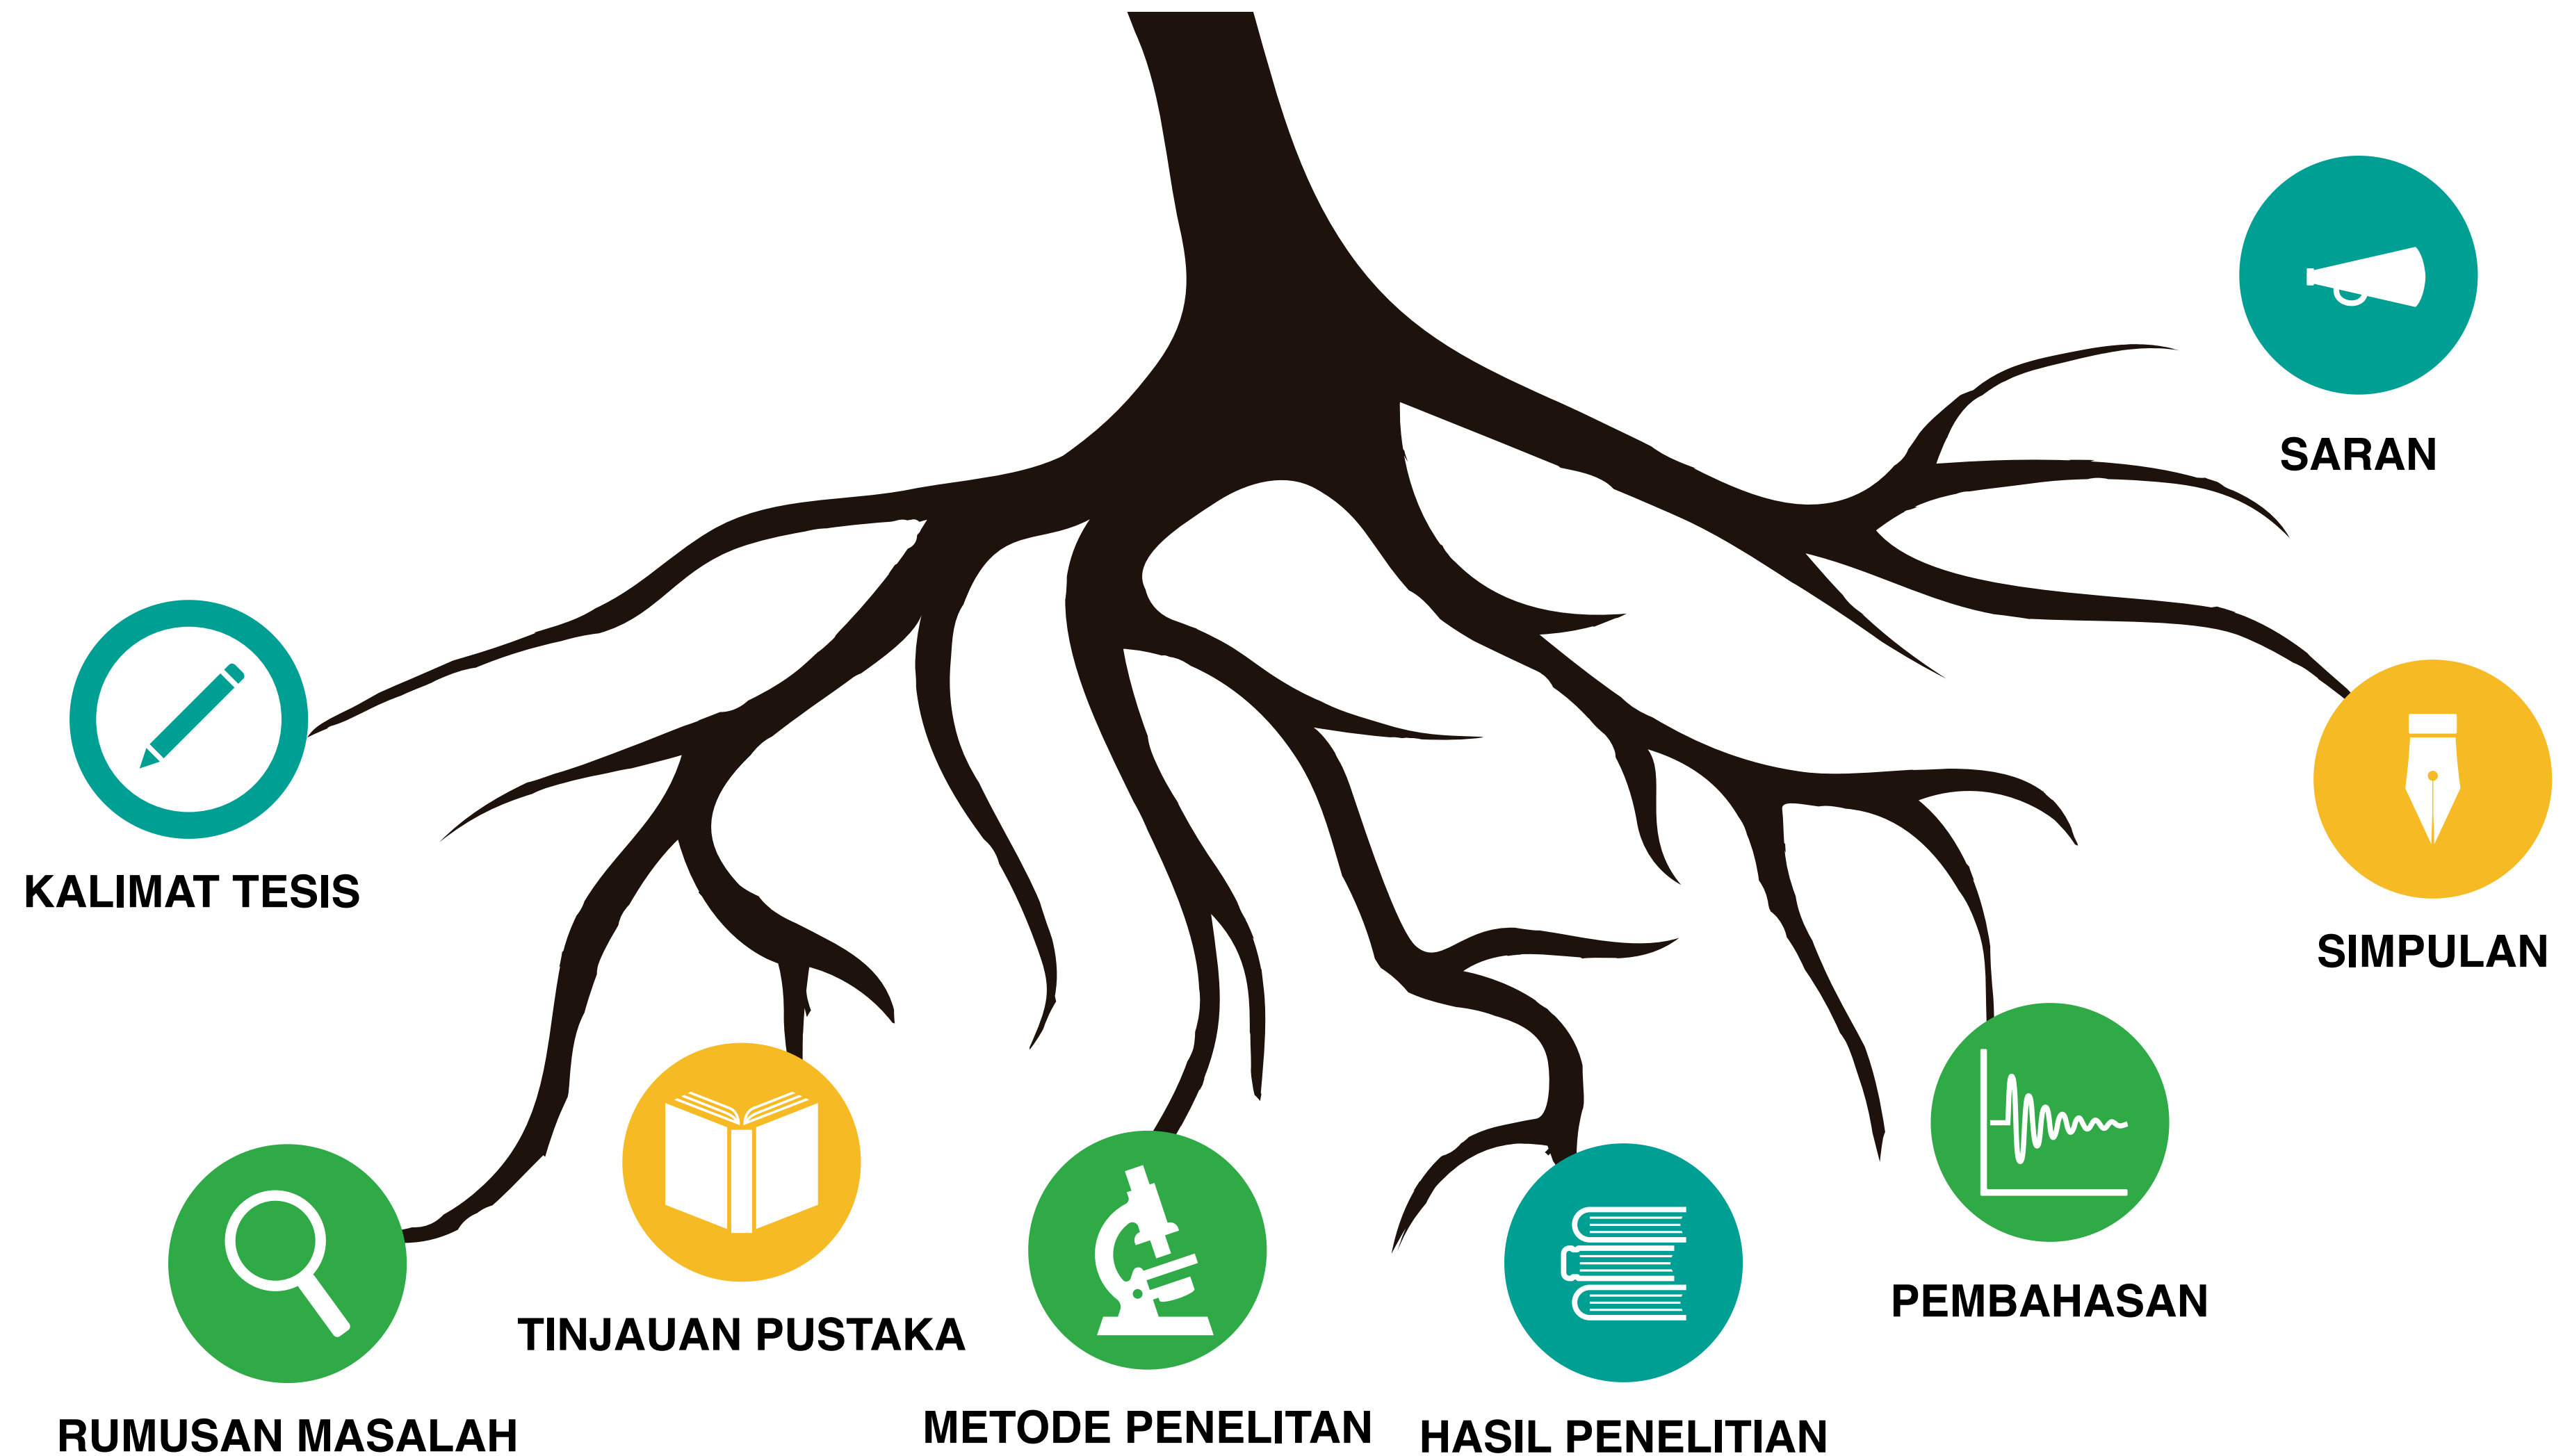 SARAN
KALIMAT TESIS
SIMPULAN
PEMBAHASAN
TINJAUAN PUSTAKA
METODE PENELITAN
HASIL PENELITIAN
RUMUSAN MASALAH